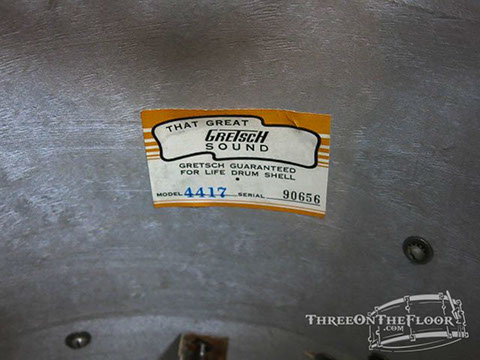 THAT GREAT
GRETSCH
SOUND
GRETSCH GUARANTEED
FOR LIFE DRUM SHELL
MODEL 4417 SERIAL 90656
THREEONTHEFLOOR
.COM